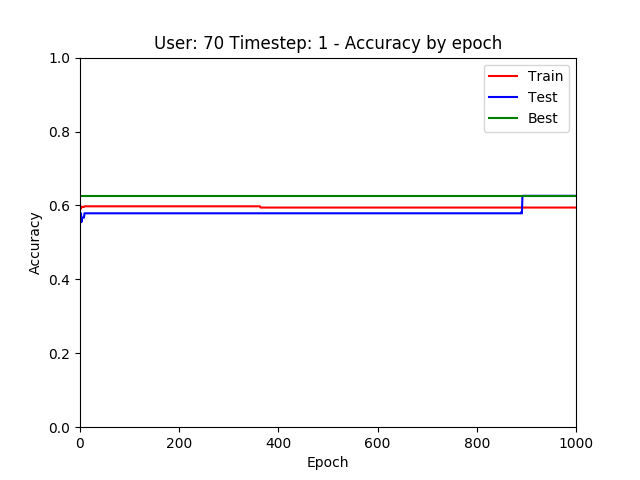 User: 70 Timestep: 1 - Accuracy by epoch
1.0
0.8
0.6
0.4
0.2
0.0
Accuracy
Train
Test
Best
0 200 400 600 800 1000
Epoch